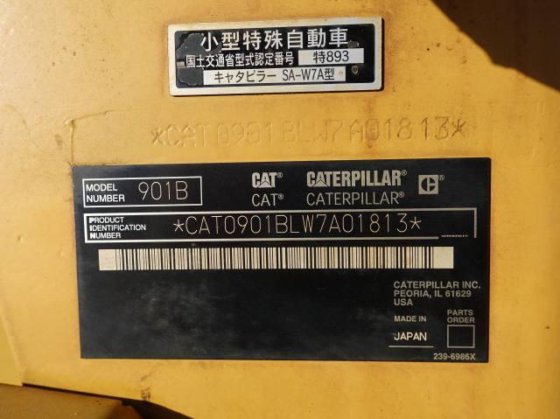 小型特殊自動車
国土交通省型式認定番号 特893
キャタピラー SA-W7A型
*CAT0901BLW7A01813*
MODEL NUMBER 901B
CAT® CATERPILLAR® C
CAT® CATERPILLAR®
PRODUCT IDENTIFICATION NUMBER *CAT0901BLW7A01813*
CATERPILLAR INC.
PEORIA, IL 61629
USA
MADE IN
JAPAN
PARTS ORDER
239-6986X